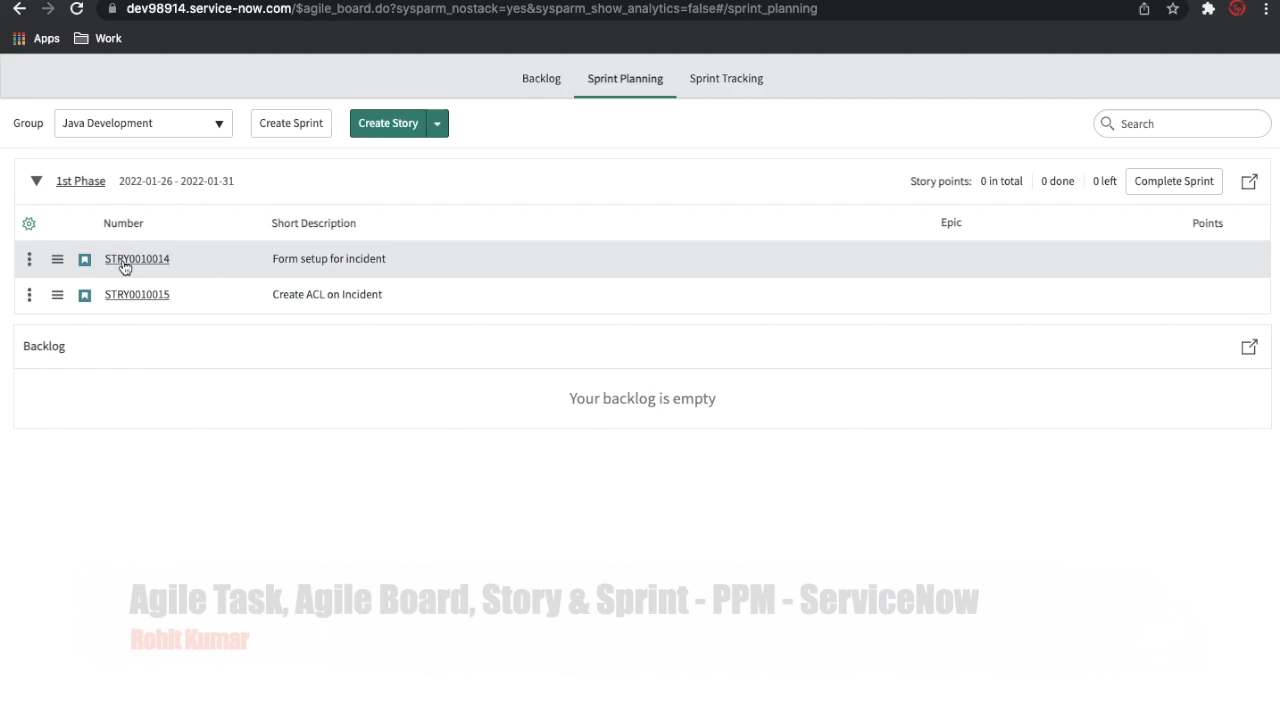 dev98914.service-now.com/$agile_board.do?sysparm_nostack=yes&sysparm_show_analytics=false#/sprint_planning
Apps Work
Backlog Sprint Planning Sprint Tracking
Group Java Development Create Sprint Create Story Search
1st Phase 2022-01-26 - 2022-01-31 Story points: 0 in total 0 done 0 left Complete Sprint
Number Short Description Epic Points
STRY0010014 Form setup for incident
STRY0010015 Create ACL on Incident
Backlog
Your backlog is empty
Agile Task, Agile Board, Story & Sprint - PPM - ServiceNow
Rohit Kumar